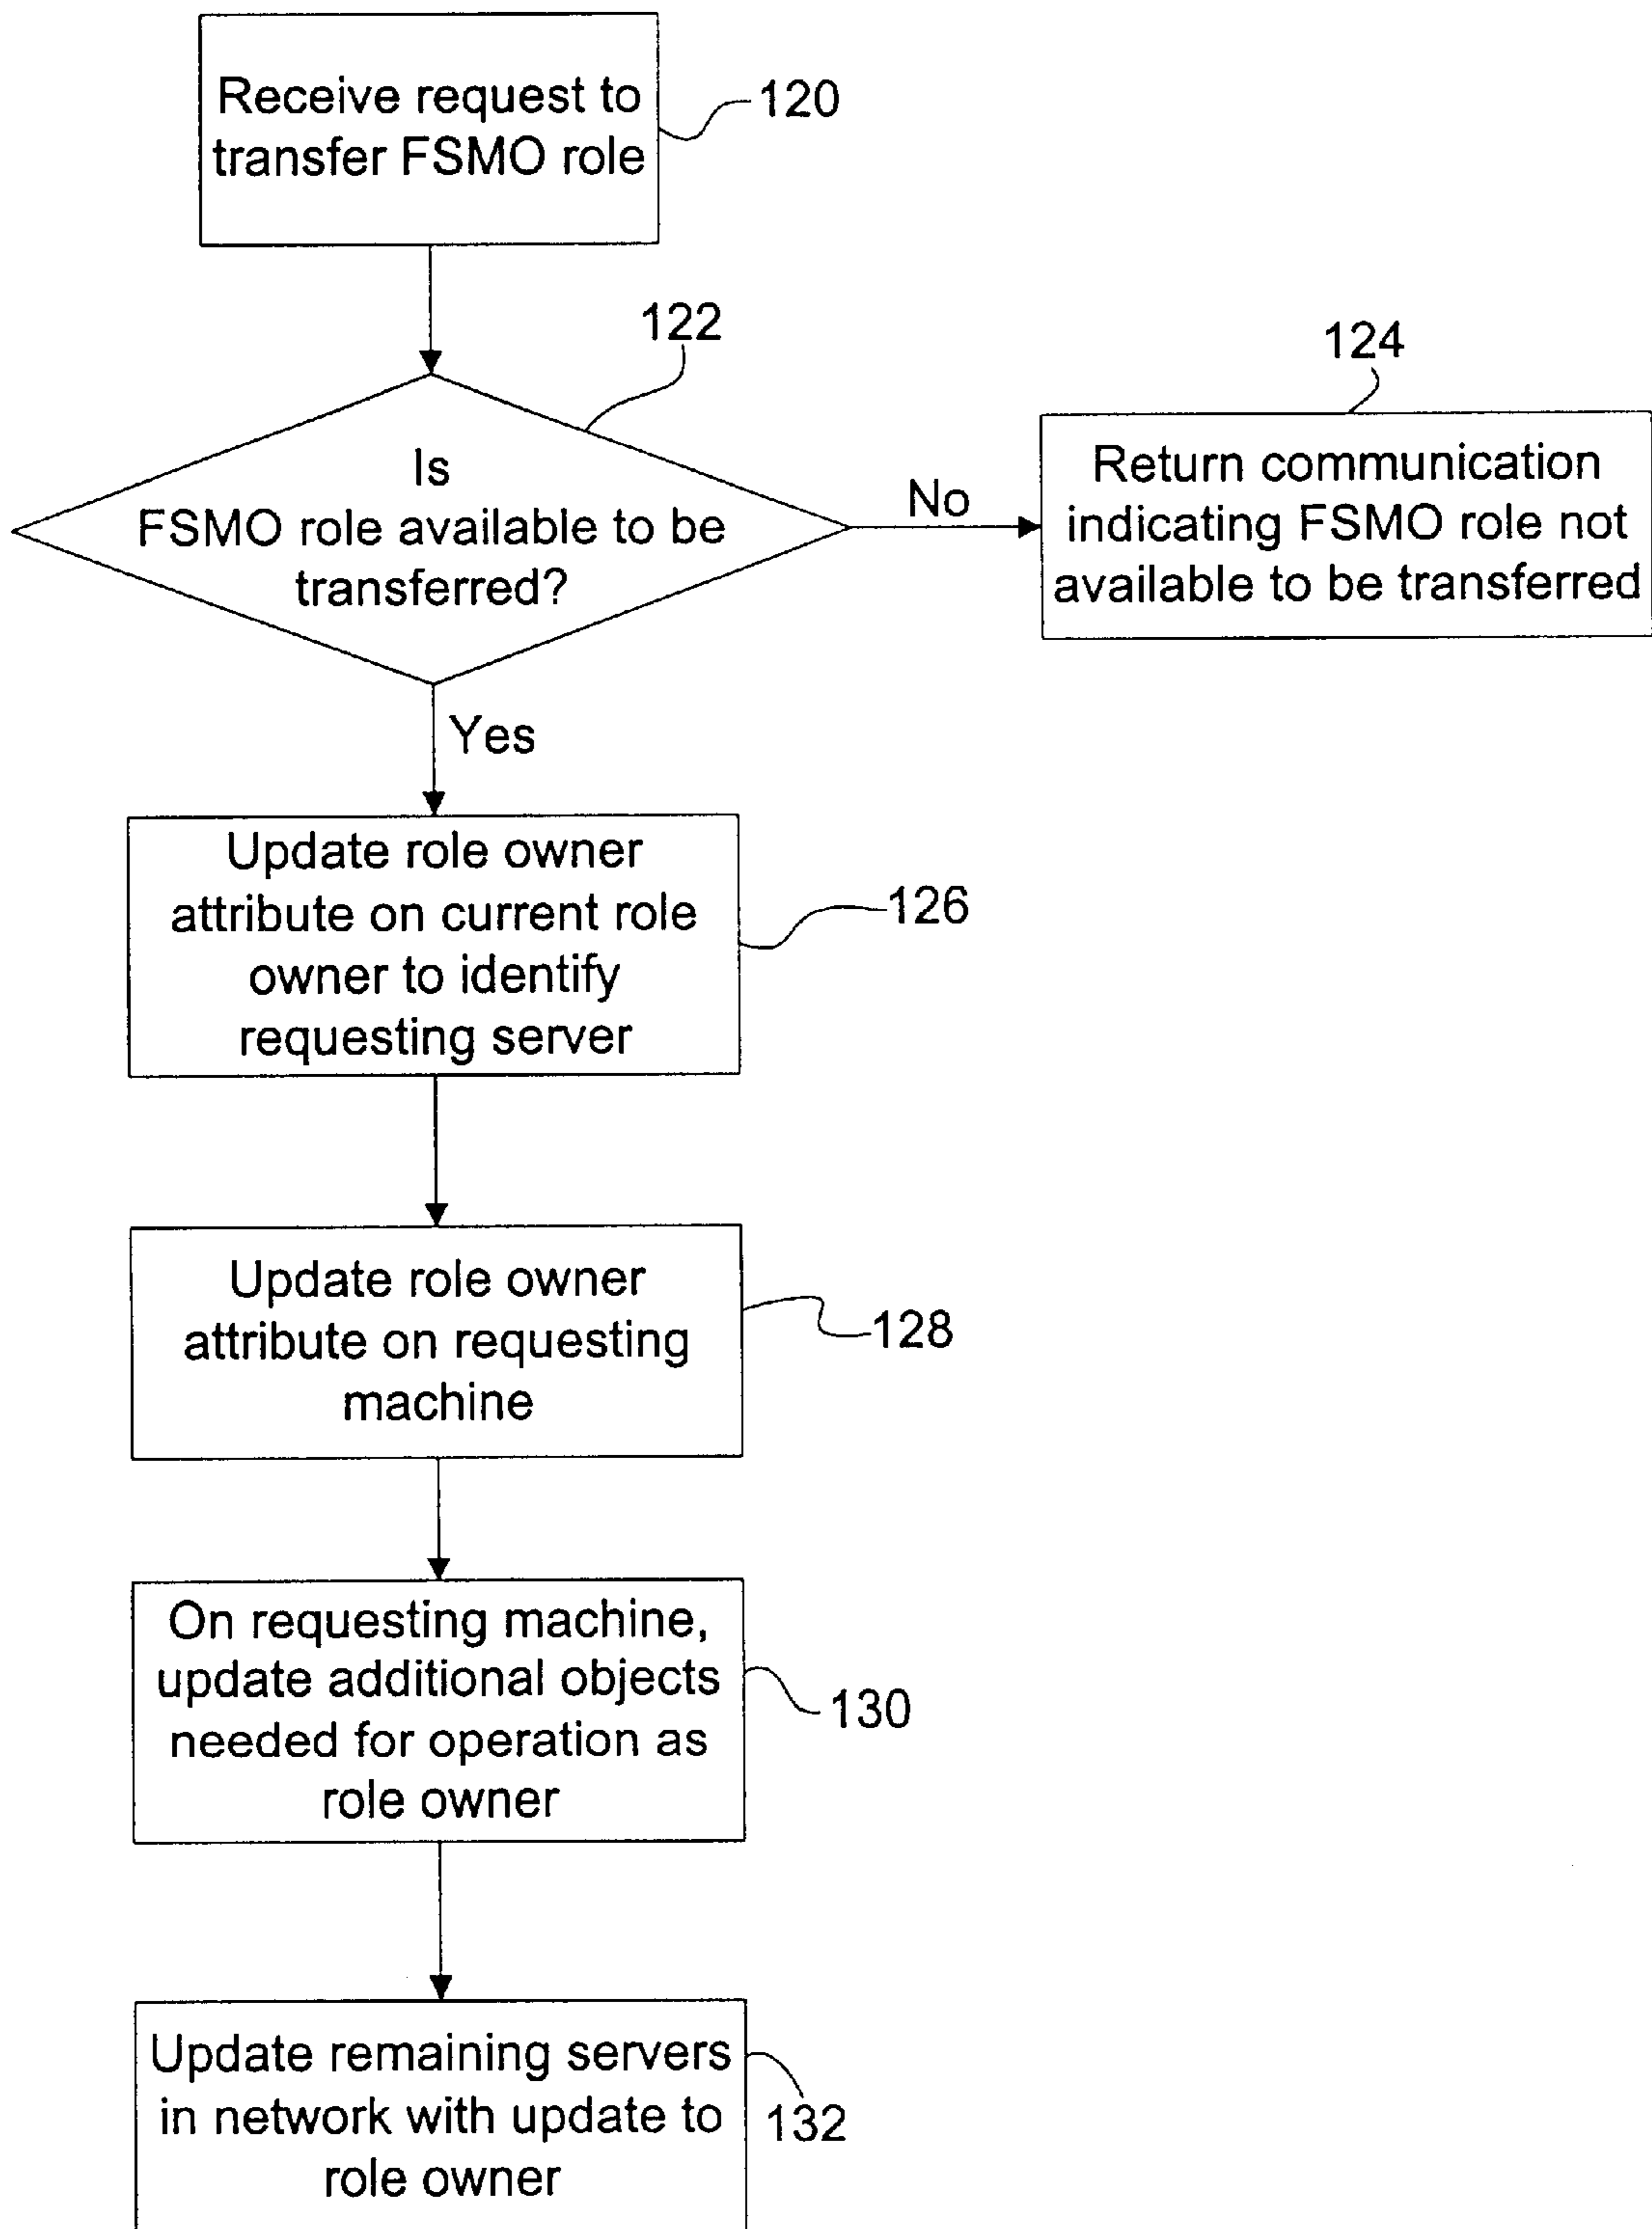 Receive request to
transfer FSMO role
120
122
Is
FSMO role available to be
transferred?
No
124
Return communication
indicating FSMO role not
available to be transferred
Yes
Update role owner
attribute on current role
owner to identify
requesting server
126
Update role owner
attribute on requesting
machine
128
On requesting machine,
update additional objects
needed for operation as
role owner
130
Update remaining servers
in network with update to
role owner
132